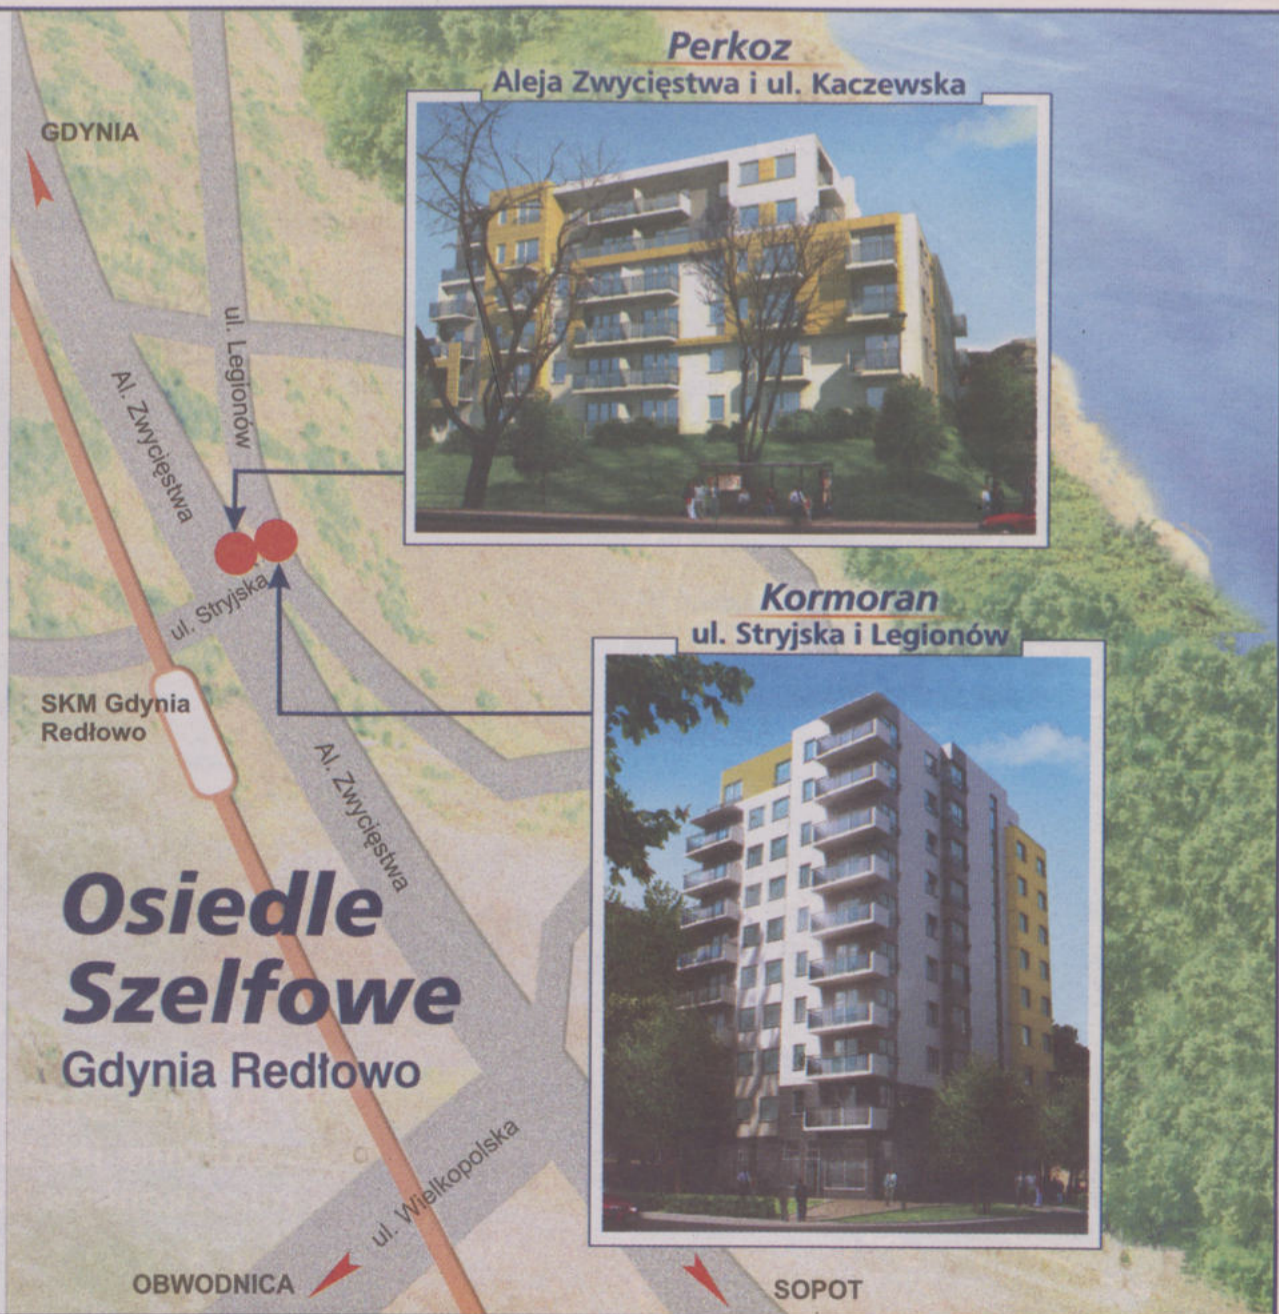 Perkoz
Aleja Zwycięstwa i ul. Kaczewska
GDYNIA
ul. Legionów
Al. Zwycięstwa
ul. Stryjska
Kormoran
ul. Stryjska i Legionów
SKM Gdynia
Redłowo
Al. Zwycięstwa
Osiedle
Szelfowe
Gdynia Redłowo
ul. Wielkopolska
OBWODNICA
SOPOT